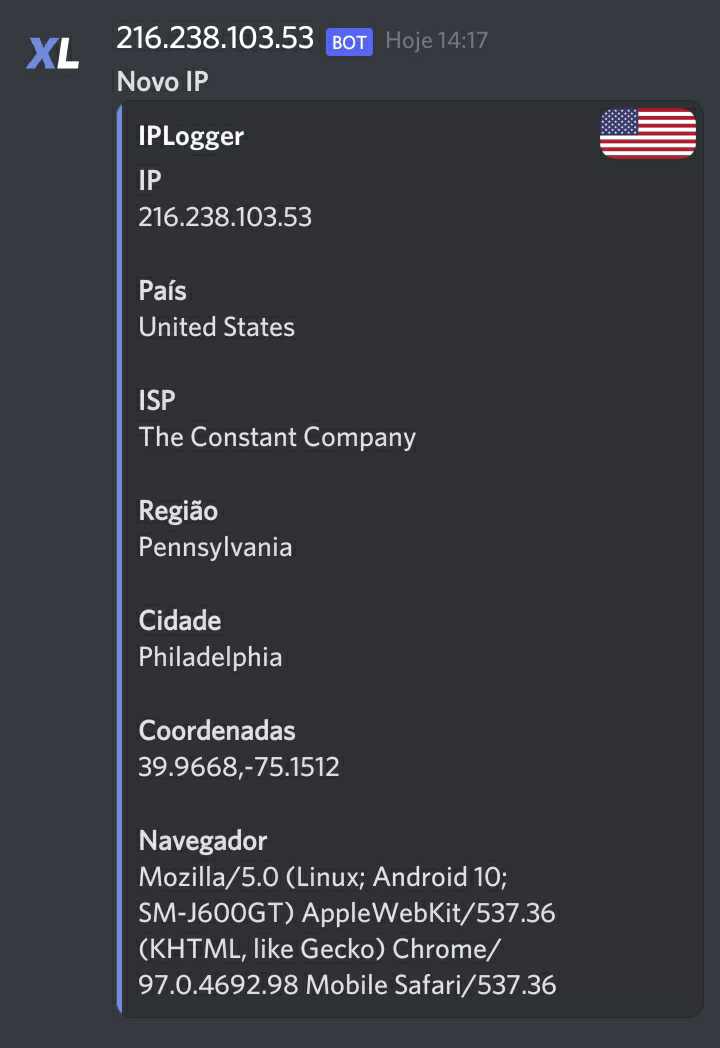 XL
216.238.103.53 BOT Hoje 14:17
Novo IP
IPLogger
IP
216.238.103.53
País
United States
ISP
The Constant Company
Região
Pennsylvania
Cidade
Philadelphia
Coordenadas
39.9668,-75.1512
Navegador
Mozilla/5.0 (Linux; Android 10;
SM-J600GT) AppleWebKit/537.36
(KHTML, like Gecko) Chrome/
97.0.4692.98 Mobile Safari/537.36